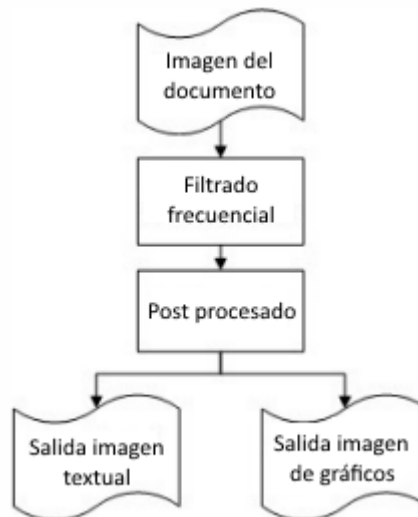 Imagen del
documento
Filtrado
frecuencial
Post procesado
Salida imagen
textual
Salida imagen
de gráficos